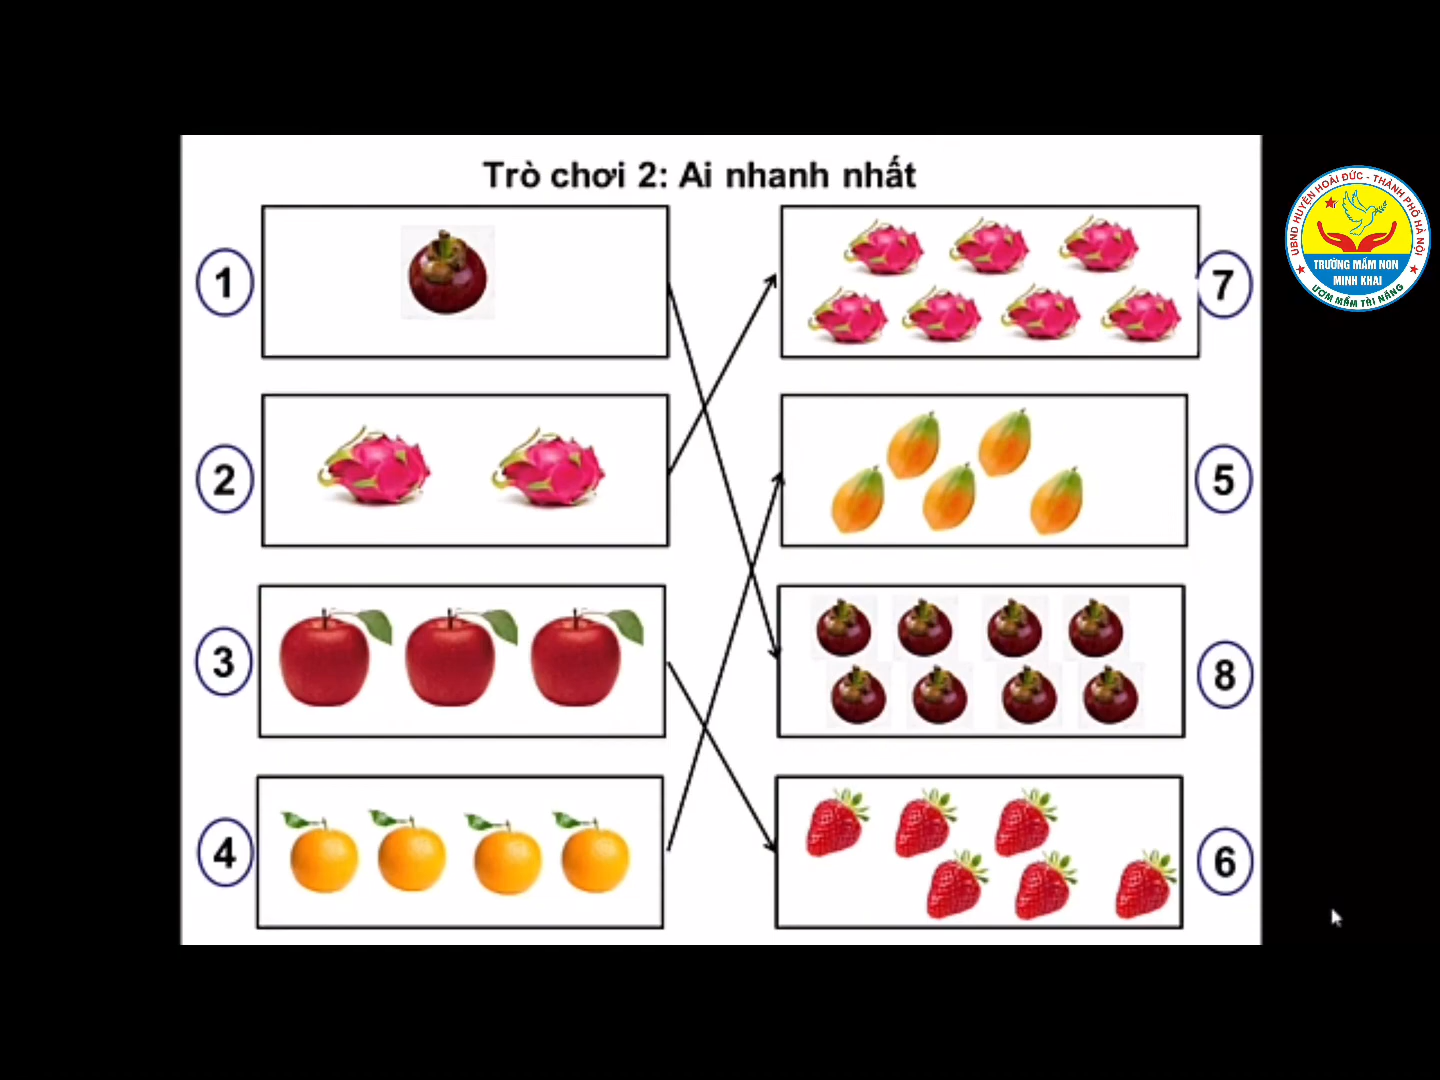 Trò chơi 2: Ai nhanh nhất
1
7
2
5
3
8
4
6
UBND HUYỆN HOÀI ĐỨC - THÀNH PHỐ HÀ NỘI
TRƯỜNG MẦM NON
MINH KHAI
ƯƠM MẦM TÀI NĂNG